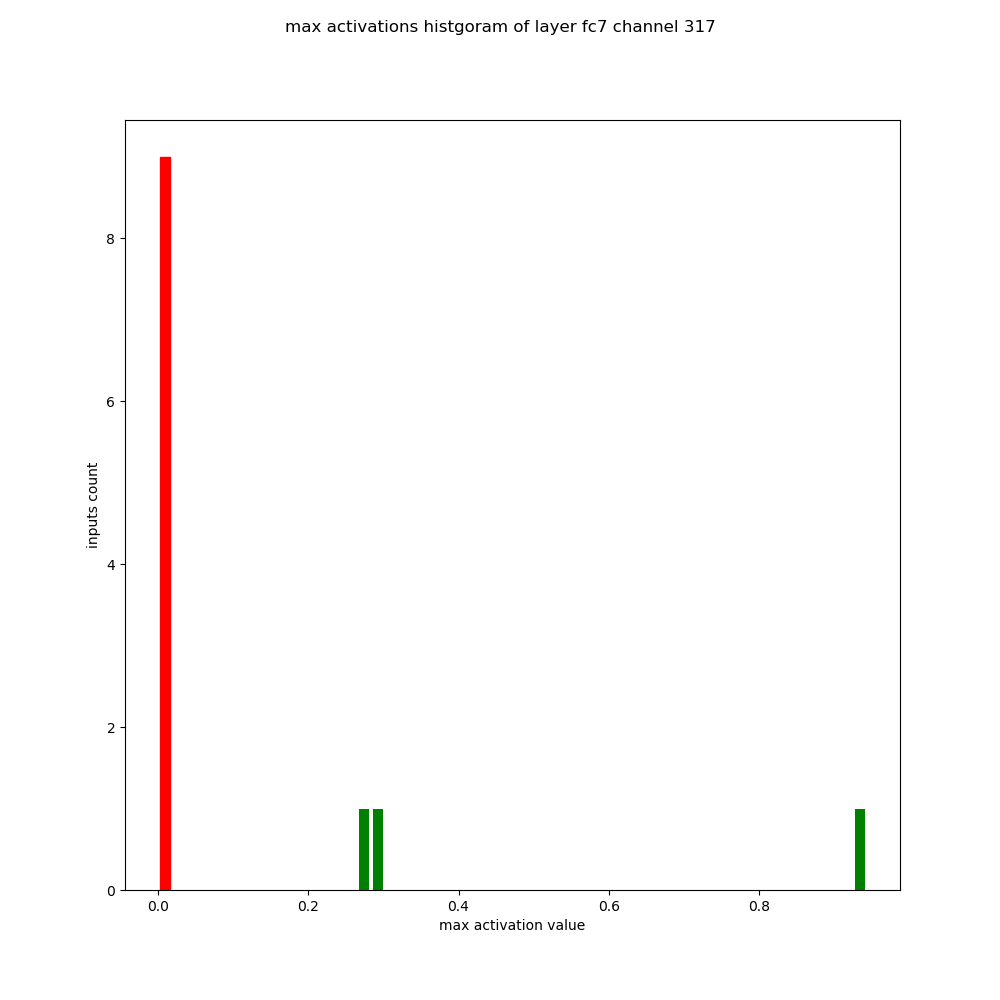 max activations histgoram of layer fc7 channel 317
inputs count
8
6
4
2
0
0.0 0.2 0.4 0.6 0.8
max activation value